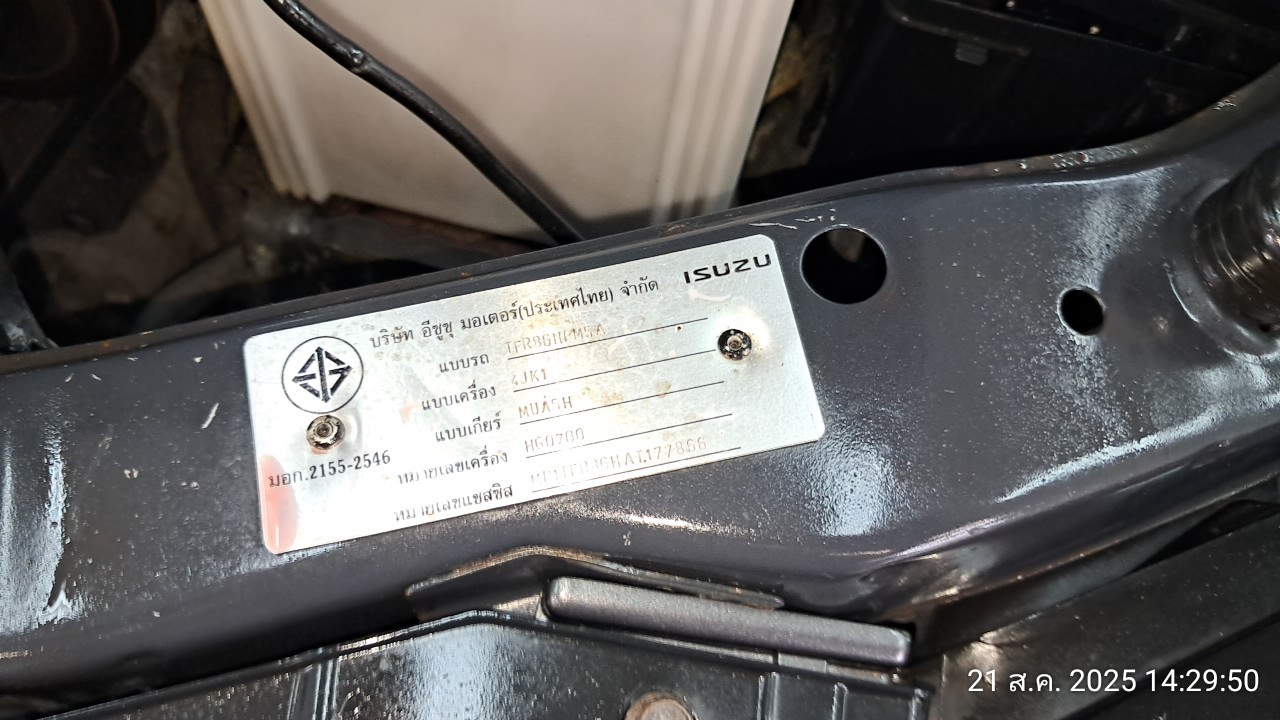 ISUZU
บริษัท อีซูซุ มอเตอร์(ประเทศไทย) จำกัด
แบบรถ
แบบเครื่อง 4JK1
แบบเกียร์ MUA5H
หมายเลขเครื่อง HG0700
หมายเลขแชสซิส
มอก.2155-2546
21 ส.ค. 2025 14:29:50